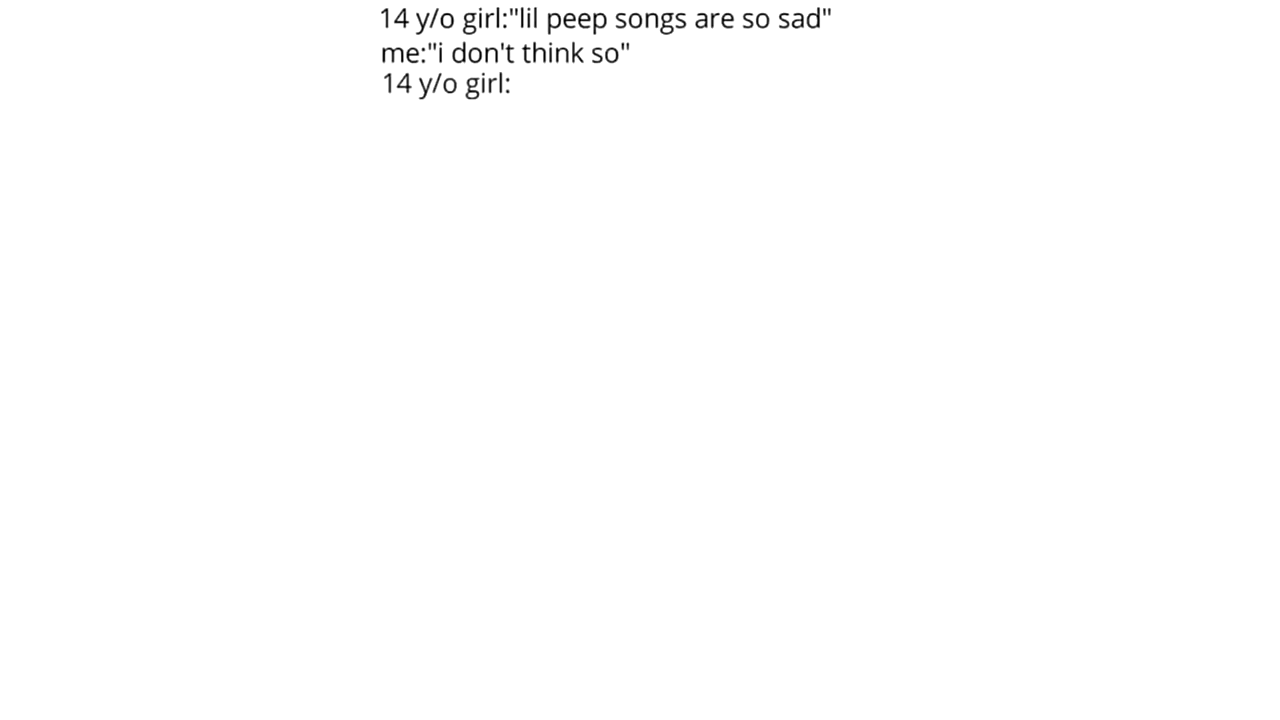 14 y/o girl:"lil peep songs are so sad"
me:"i don't think so"
14 y/o girl: